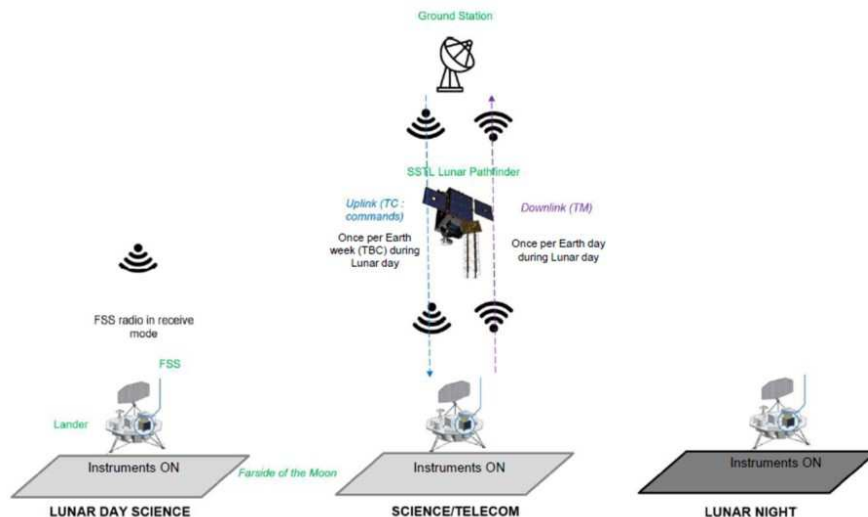 Ground Station
SSTL Lunar Pathfinder
Uplink (TC :
commands)
Once per Earth
week (TBC) during
Lunar day
Downlink (TM)
Once per Earth day
during Lunar day
FSS radio in receive
mode
FSS
Lander
Instruments ON
Farside of the Moon
Instruments ON
Instruments ON
LUNAR DAY SCIENCE
SCIENCE/TELECOM
LUNAR NIGHT